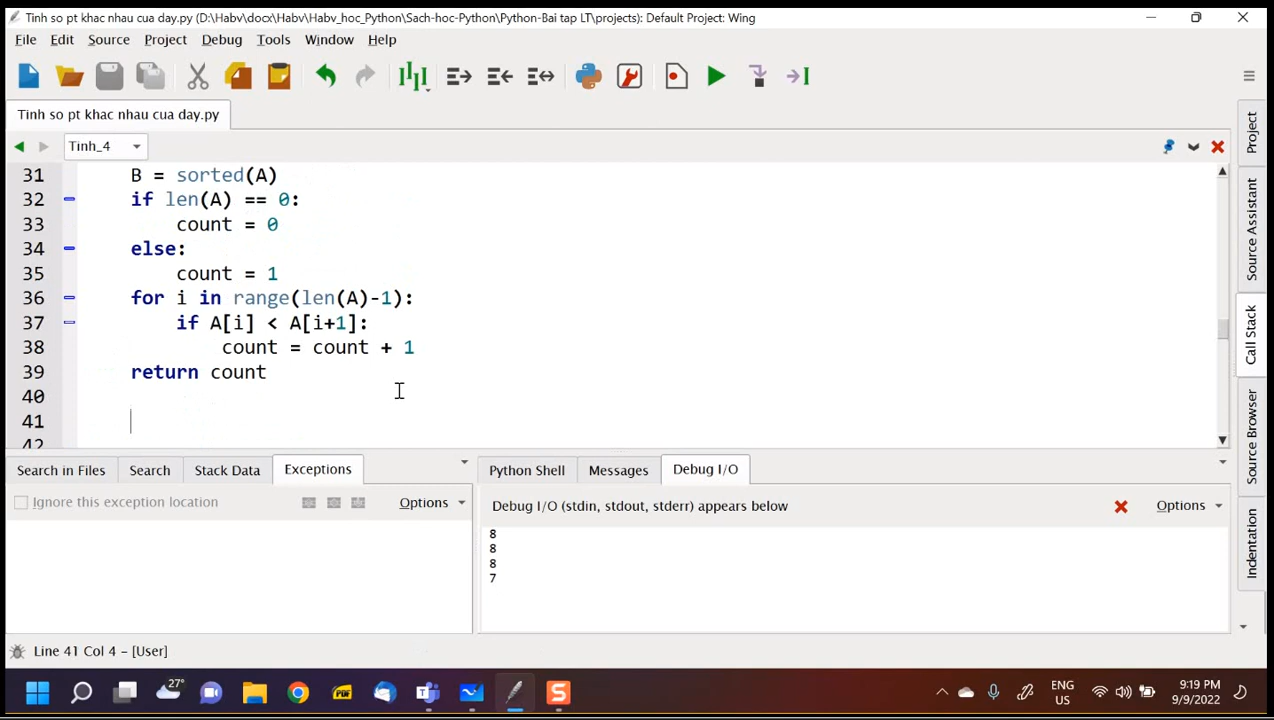 Tinh so pt khac nhau cua day.py (D:\Habv\docx\Habv\Habv_hoc_Python\Sach-hoc-Python\Python-Bai tap LT\projects): Default Project: Wing
File Edit Source Project Debug Tools Window Help
Tinh so pt khac nhau cua day.py
Tinh_4
31 B = sorted(A)
32 if len(A) == 0:
33 count = 0
34 else:
35 count = 1
36 for i in range(len(A)-1):
37 if A[i] < A[i+1]:
38 count = count + 1
39 return count
40
41
42
Project
Source Assistant
Call Stack
Source Browser
Indentation
Search in Files Search Stack Data Exceptions
Ignore this exception location Options
Python Shell Messages Debug I/O
Debug I/O (stdin, stdout, stderr) appears below Options
8
8
8
7
Line 41 Col 4 – [User]
27°
PDF
S
ENG
US
9:19 PM
9/9/2022